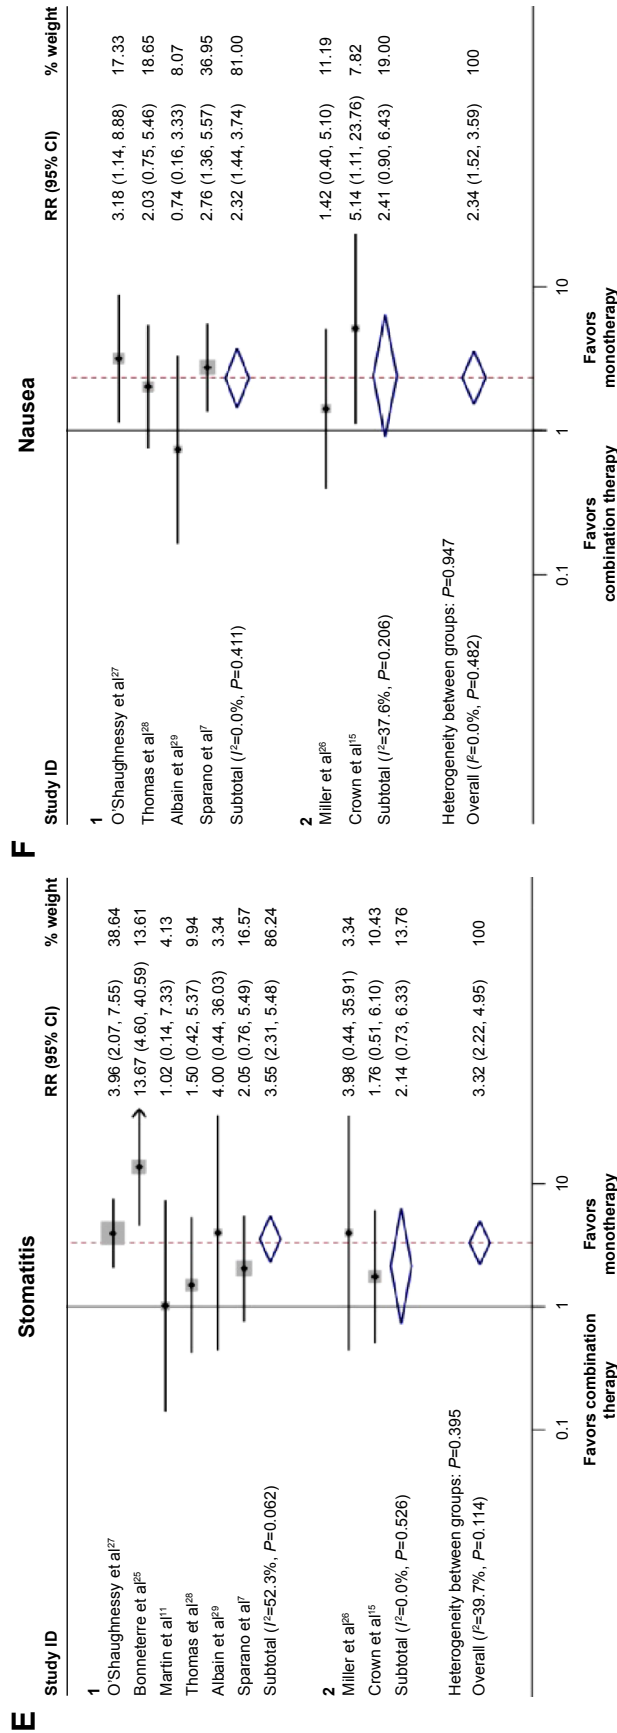 E
Stomatitis
Study ID RR (95% CI) % weight
1
O'Shaughnessy et al27 3.96 (2.07, 7.55) 38.64
Bonneterre et al25 13.67 (4.60, 40.59) 13.61
Martin et al11 1.02 (0.14, 7.33) 4.13
Thomas et al28 1.50 (0.42, 5.37) 9.94
Albain et al29 4.00 (0.44, 36.03) 3.34
Sparano et al7 2.05 (0.76, 5.49) 16.57
Subtotal (I2=52.3%, P=0.062) 3.55 (2.31, 5.48) 86.24
2
Miller et al26 3.98 (0.44, 35.91) 3.34
Crown et al15 1.76 (0.51, 6.10) 10.43
Subtotal (I2=0.0%, P=0.526) 2.14 (0.73, 6.33) 13.76
Heterogeneity between groups: P=0.395
Overall (I2=39.7%, P=0.114) 3.32 (2.22, 4.95) 100
0.1 1 10
Favors combination Favors
therapy monotherapy
F
Nausea
Study ID RR (95% CI) % weight
1
O'Shaughnessy et al27 3.18 (1.14, 8.88) 17.33
Thomas et al28 2.03 (0.75, 5.46) 18.65
Albain et al29 0.74 (0.16, 3.33) 8.07
Sparano et al7 2.76 (1.36, 5.57) 36.95
Subtotal (I2=0.0%, P=0.411) 2.32 (1.44, 3.74) 81.00
2
Miller et al26 1.42 (0.40, 5.10) 11.19
Crown et al15 5.14 (1.11, 23.76) 7.82
Subtotal (I2=37.6%, P=0.206) 2.41 (0.90, 6.43) 19.00
Heterogeneity between groups: P=0.947
Overall (I2=0.0%, P=0.482) 2.34 (1.52, 3.59) 100
0.1 1 10
Favors Favors
combination therapy monotherapy